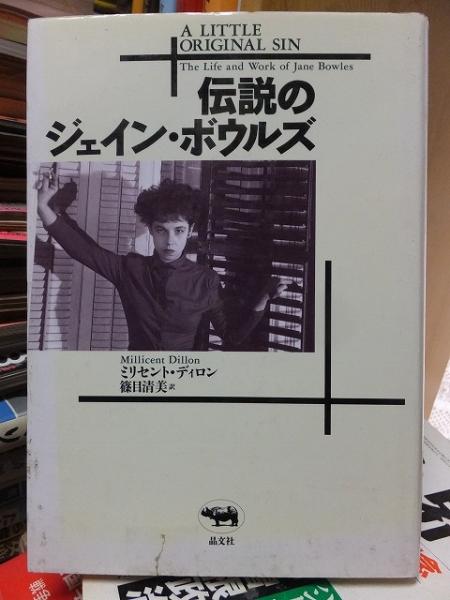 A LITTLE
ORIGINAL SIN
The Life and Work of Jane Bowles
伝説の
ジェイン・ボウルズ
Millicent Dillon
ミリセント・ディロン
篠目清美 訳
晶文社